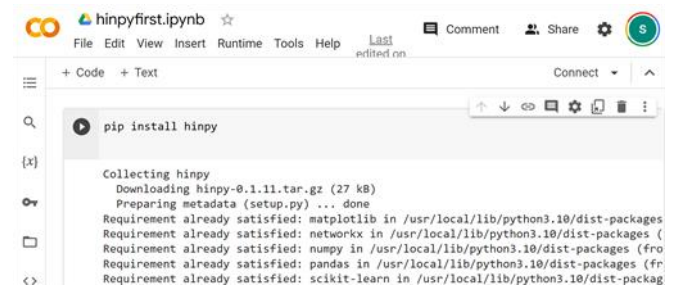 hinpyfirst.ipynb
Comment
Share
S
File Edit View Insert Runtime Tools Help Last edited on
+ Code + Text
Connect
{x}
pip install hinpy
Collecting hinpy
Downloading hinpy-0.1.11.tar.gz (27 kB)
Preparing metadata (setup.py) ... done
Requirement already satisfied: matplotlib in /usr/local/lib/python3.10/dist-packages
Requirement already satisfied: networkx in /usr/local/lib/python3.10/dist-packages (
Requirement already satisfied: numpy in /usr/local/lib/python3.10/dist-packages (fro
Requirement already satisfied: pandas in /usr/local/lib/python3.10/dist-packages (fr
Requirement already satisfied: scikit-learn in /usr/local/lib/python3.10/dist-packag